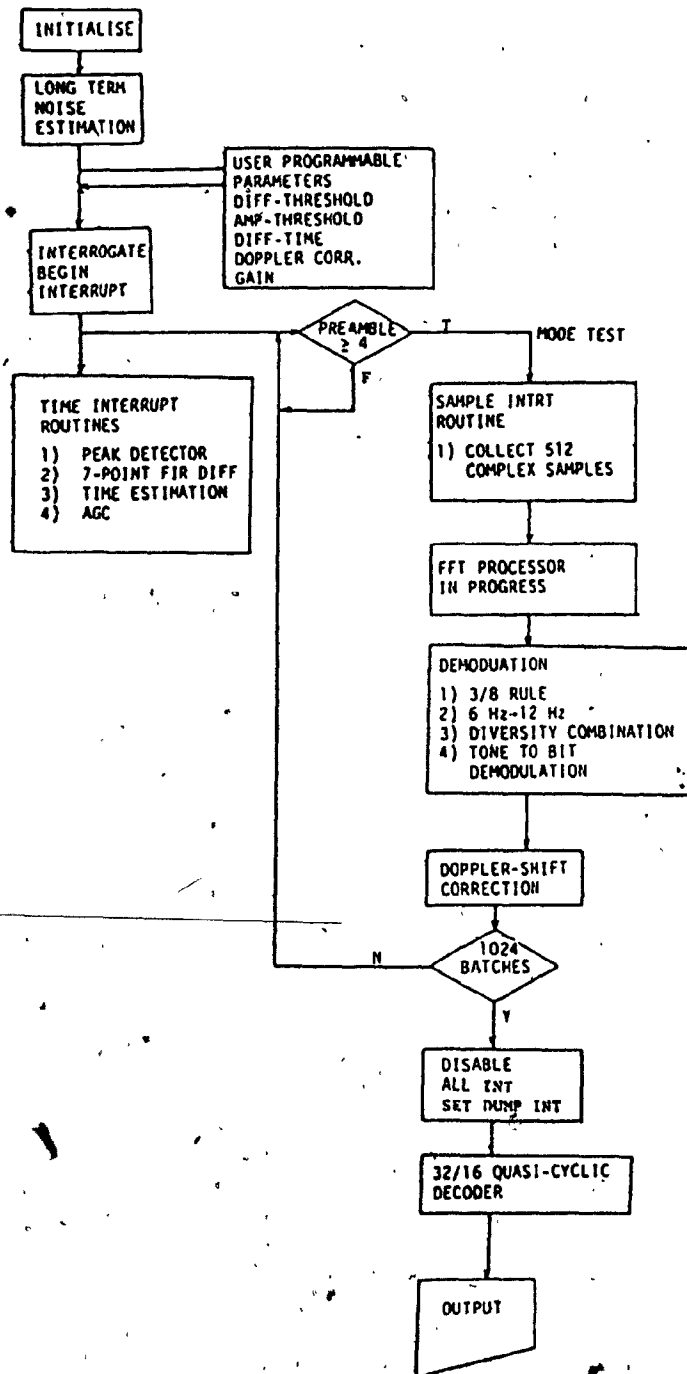 INITIALISE
LONG TERM
NOISE
ESTIMATION
USER PROGRAMMABLE
PARAMETERS
DIFF-THRESHOLD
AMP-THRESHOLD
DIFF-TIME
DOPPLER CORR.
GAIN
INTERROGATE
BEGIN
INTERRUPT
PREAMBLE
≥ 4
T
MODE TEST
F
TIME INTERRUPT
ROUTINES
1) PEAK DETECTOR
2) 7-POINT FIR DIFF
3) TIME ESTIMATION
4) AGC
SAMPLE INTRT
ROUTINE
1) COLLECT 512
COMPLEX SAMPLES
FFT PROCESSOR
IN PROGRESS
DEMODUATION
1) 3/8 RULE
2) 6 Hz-12 Hz
3) DIVERSITY COMBINATION
4) TONE TO BIT
DEMODULATION
DOPPLER-SHIFT
CORRECTION
1024
BATCHES
N
Y
DISABLE
ALL INT
SET DUMP INT
32/16 QUASI-CYCLIC
DECODER
OUTPUT